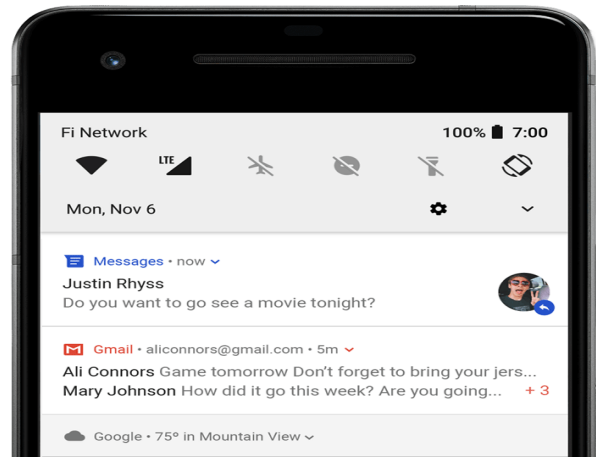 Fi Network 100% 7:00
LTE
Mon, Nov 6
Messages • now
Justin Rhyss
Do you want to go see a movie tonight?
Gmail • aliconnors@gmail.com • 5m
Ali Connors Game tomorrow Don't forget to bring your jers...
Mary Johnson How did it go this week? Are you going... + 3
Google • 75° in Mountain View